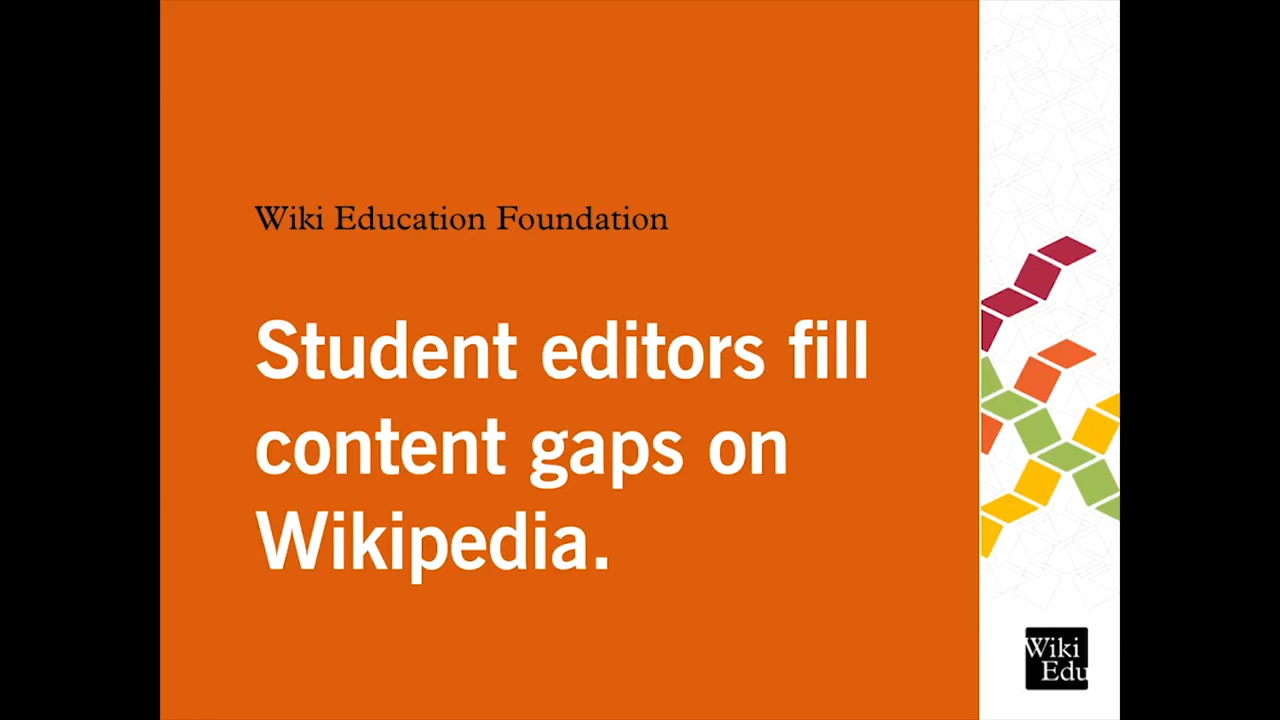 Wiki Education Foundation
Student editors fill
content gaps on
Wikipedia.
Wiki
Edu